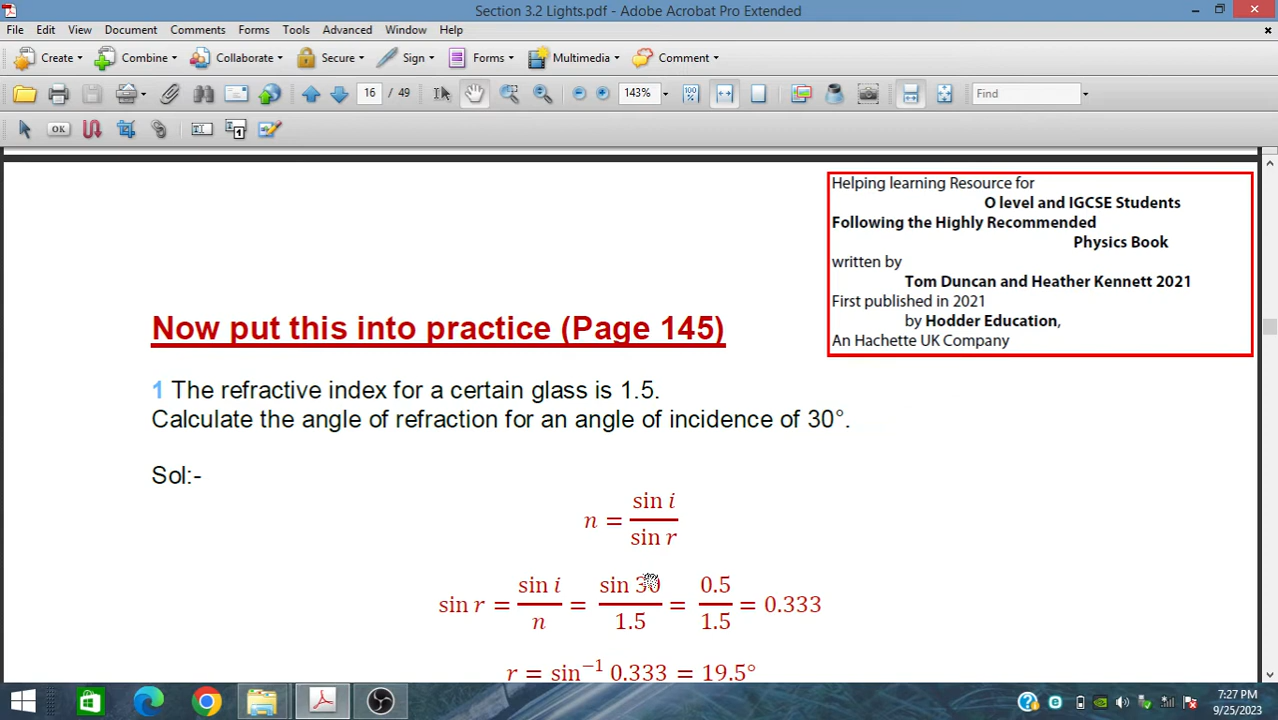 Section 3.2 Lights.pdf - Adobe Acrobat Pro Extended
File Edit View Document Comments Forms Tools Advanced Window Help
Create Combine Collaborate Secure Sign Forms Multimedia Comment
16 / 49 143% Find
OK
Helping learning Resource for
O level and IGCSE Students
Following the Highly Recommended
Physics Book
written by
Tom Duncan and Heather Kennett 2021
First published in 2021
by Hodder Education,
An Hachette UK Company
Now put this into practice (Page 145)
1 The refractive index for a certain glass is 1.5.
Calculate the angle of refraction for an angle of incidence of 30°.
Sol:-
n = sin i / sin r
sin r = sin i / n = sin 30 / 1.5 = 0.5 / 1.5 = 0.333
r = sin⁻¹ 0.333 = 19.5°
7:27 PM
9/25/2023